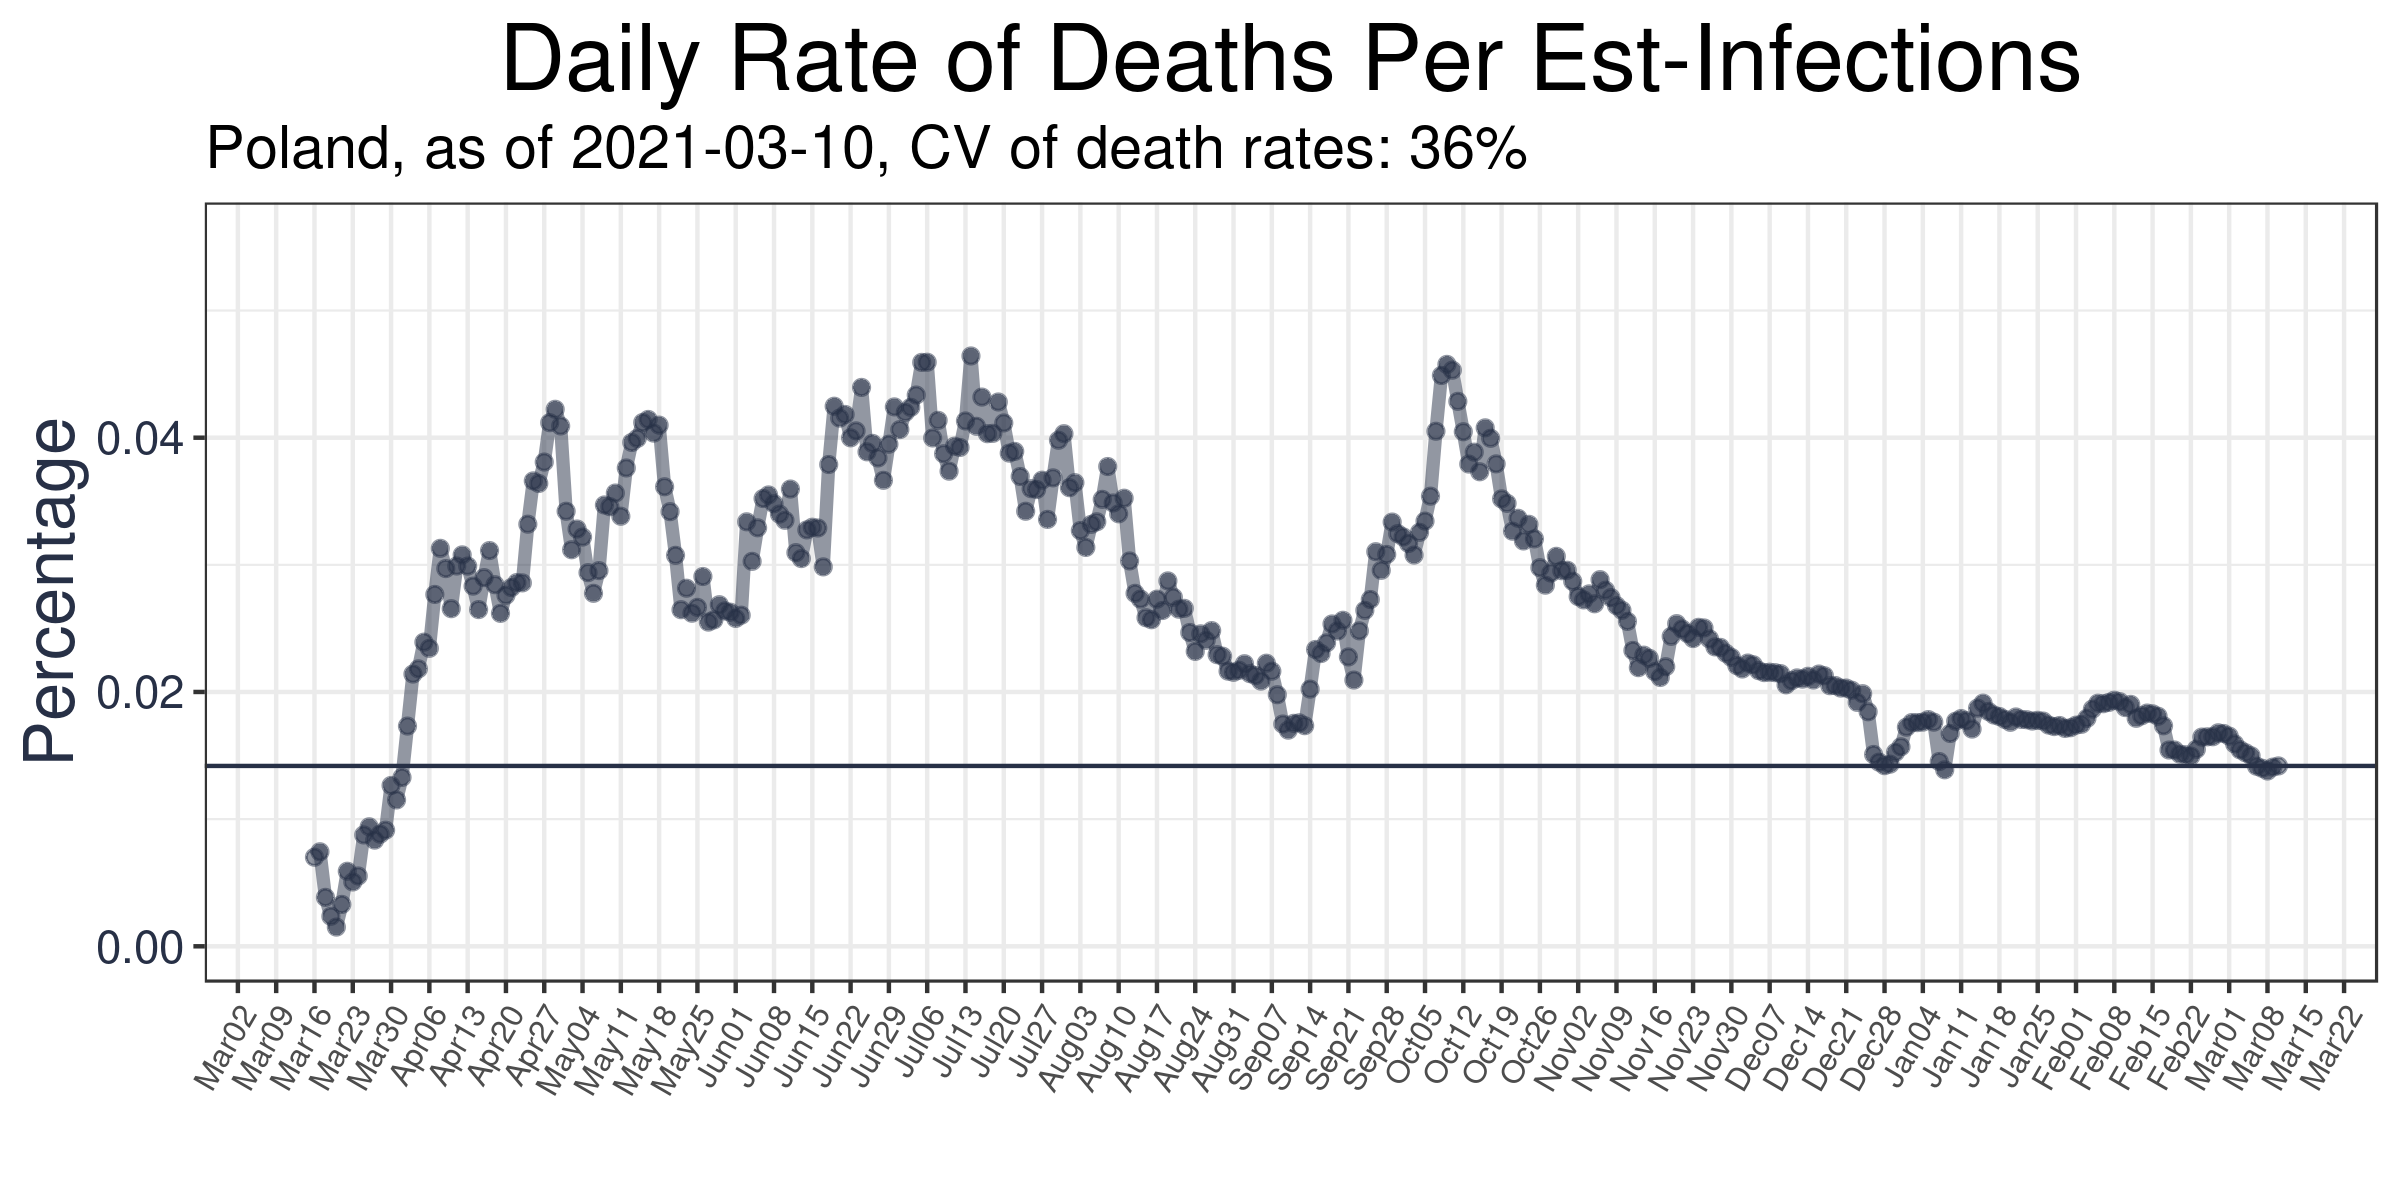 Daily Rate of Deaths Per Est-Infections
Poland, as of 2021-03-10, CV of death rates: 36%
Percentage
0.04
0.02
0.00
Mar02
Mar09
Mar16
Mar23
Mar30
Apr06
Apr13
Apr20
Apr27
May04
May11
May18
May25
Jun01
Jun08
Jun15
Jun22
Jun29
Jul06
Jul13
Jul20
Jul27
Aug03
Aug10
Aug17
Aug24
Aug31
Sep07
Sep14
Sep21
Sep28
Oct05
Oct12
Oct19
Oct26
Nov02
Nov09
Nov16
Nov23
Nov30
Dec07
Dec14
Dec21
Dec28
Jan04
Jan11
Jan18
Jan25
Feb01
Feb08
Feb15
Feb22
Mar01
Mar08
Mar15
Mar22